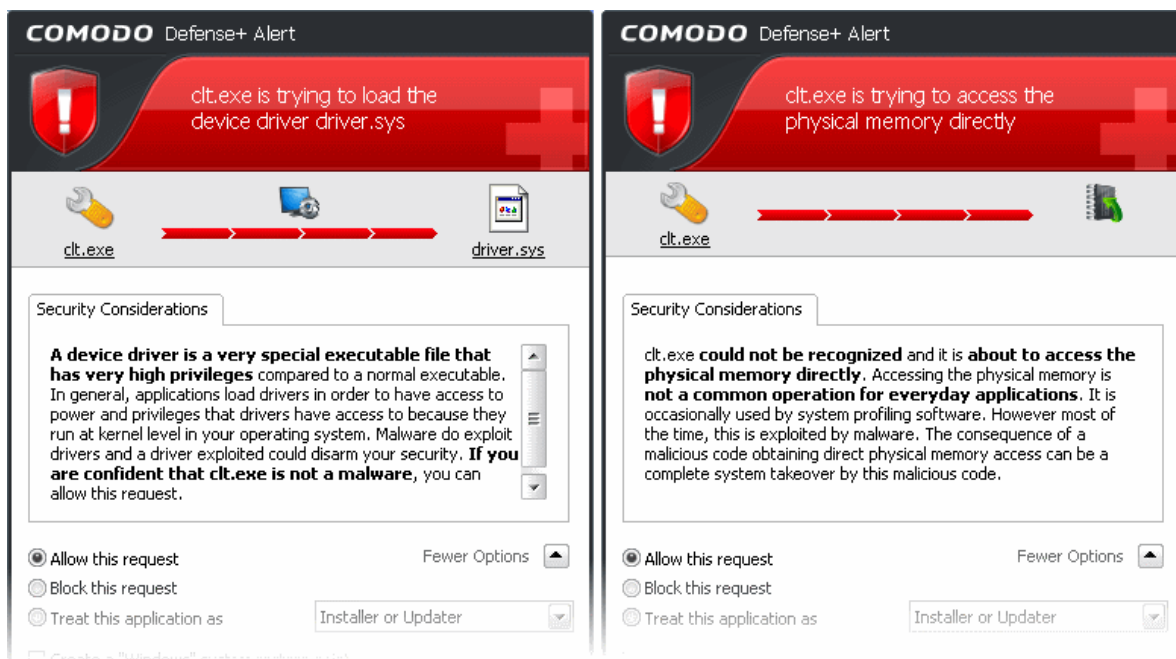 COMODO Defense+ Alert
clt.exe is trying to load the
device driver driver.sys
clt.exe
driver.sys
Security Considerations
A device driver is a very special executable file that
has very high privileges compared to a normal executable.
In general, applications load drivers in order to have access to
power and privileges that drivers have access to because they
run at kernel level in your operating system. Malware do exploit
drivers and a driver exploited could disarm your security. If you
are confident that clt.exe is not a malware, you can
allow this request.
Allow this request
Fewer Options
Block this request
Treat this application as
Installer or Updater
COMODO Defense+ Alert
clt.exe is trying to access the
physical memory directly
clt.exe
Security Considerations
clt.exe could not be recognized and it is about to access the
physical memory directly. Accessing the physical memory is
not a common operation for everyday applications. It is
occasionally used by system profiling software. However most of
the time, this is exploited by malware. The consequence of a
malicious code obtaining direct physical memory access can be a
complete system takeover by this malicious code.
Allow this request
Fewer Options
Block this request
Treat this application as
Installer or Updater